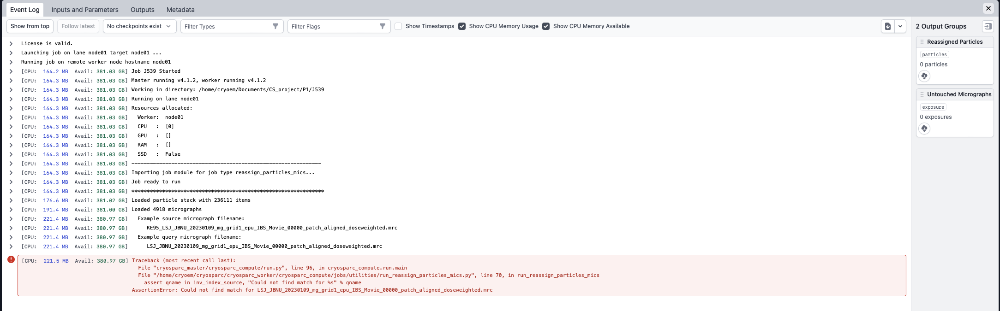 Event Log Inputs and Parameters Outputs Metadata
Show from top Follow latest No checkpoints exist Filter Types Filter Flags Show Timestamps Show CPU Memory Usage Show CPU Memory Available
License is valid.
Launching job on lane node01 target node01 ...
Running job on remote worker node hostname node01
[CPU: 164.2 MB Avail: 381.03 GB] Job J539 Started
[CPU: 164.3 MB Avail: 381.03 GB] Master running v4.1.2, worker running v4.1.2
[CPU: 164.3 MB Avail: 381.03 GB] Working in directory: /home/cryoem/Documents/CS_project/P1/J539
[CPU: 164.3 MB Avail: 381.03 GB] Running on lane node01
[CPU: 164.3 MB Avail: 381.03 GB] Resources allocated:
[CPU: 164.3 MB Avail: 381.03 GB] Worker: node01
[CPU: 164.3 MB Avail: 381.03 GB] CPU : [0]
[CPU: 164.3 MB Avail: 381.03 GB] GPU : []
[CPU: 164.3 MB Avail: 381.03 GB] RAM : []
[CPU: 164.3 MB Avail: 381.03 GB] SSD : False
[CPU: 164.3 MB Avail: 381.03 GB] --------------------------------------------------------------
[CPU: 164.3 MB Avail: 381.03 GB] Importing job module for job type reassign_particles_mics...
[CPU: 164.3 MB Avail: 381.03 GB] Job ready to run
[CPU: 164.3 MB Avail: 381.03 GB] ***************************************************************
[CPU: 176.6 MB Avail: 381.02 GB] Loaded particle stack with 236111 items
[CPU: 191.4 MB Avail: 381.00 GB] Loaded 4918 micrographs
[CPU: 221.4 MB Avail: 380.97 GB] Example source micrograph filename:
[CPU: 221.4 MB Avail: 380.97 GB] KE95_LSJ_JBNU_20230109_mg_grid1_epu_IBS_Movie_00000_patch_aligned_doseweighted.mrc
[CPU: 221.4 MB Avail: 380.97 GB] Example query micrograph filename:
[CPU: 221.4 MB Avail: 380.97 GB] LSJ_JBNU_20230109_mg_grid1_epu_IBS_Movie_00000_patch_aligned_doseweighted.mrc
[CPU: 221.5 MB Avail: 380.97 GB] Traceback (most recent call last):
File "cryosparc_master/cryosparc_compute/run.py", line 96, in cryosparc_compute.run.main
File "/home/cryoem/cryosparc/cryosparc_worker/cryosparc_compute/jobs/utilities/run_reassign_particles_mics.py", line 70, in run_reassign_particles_mics
assert qname in inv_index_source, "Could not find match for %s" % qname
AssertionError: Could not find match for LSJ_JBNU_20230109_mg_grid1_epu_IBS_Movie_00000_patch_aligned_doseweighted.mrc
2 Output Groups
Reassigned Particles
particles
0 particles
Untouched Micrographs
exposure
0 exposures